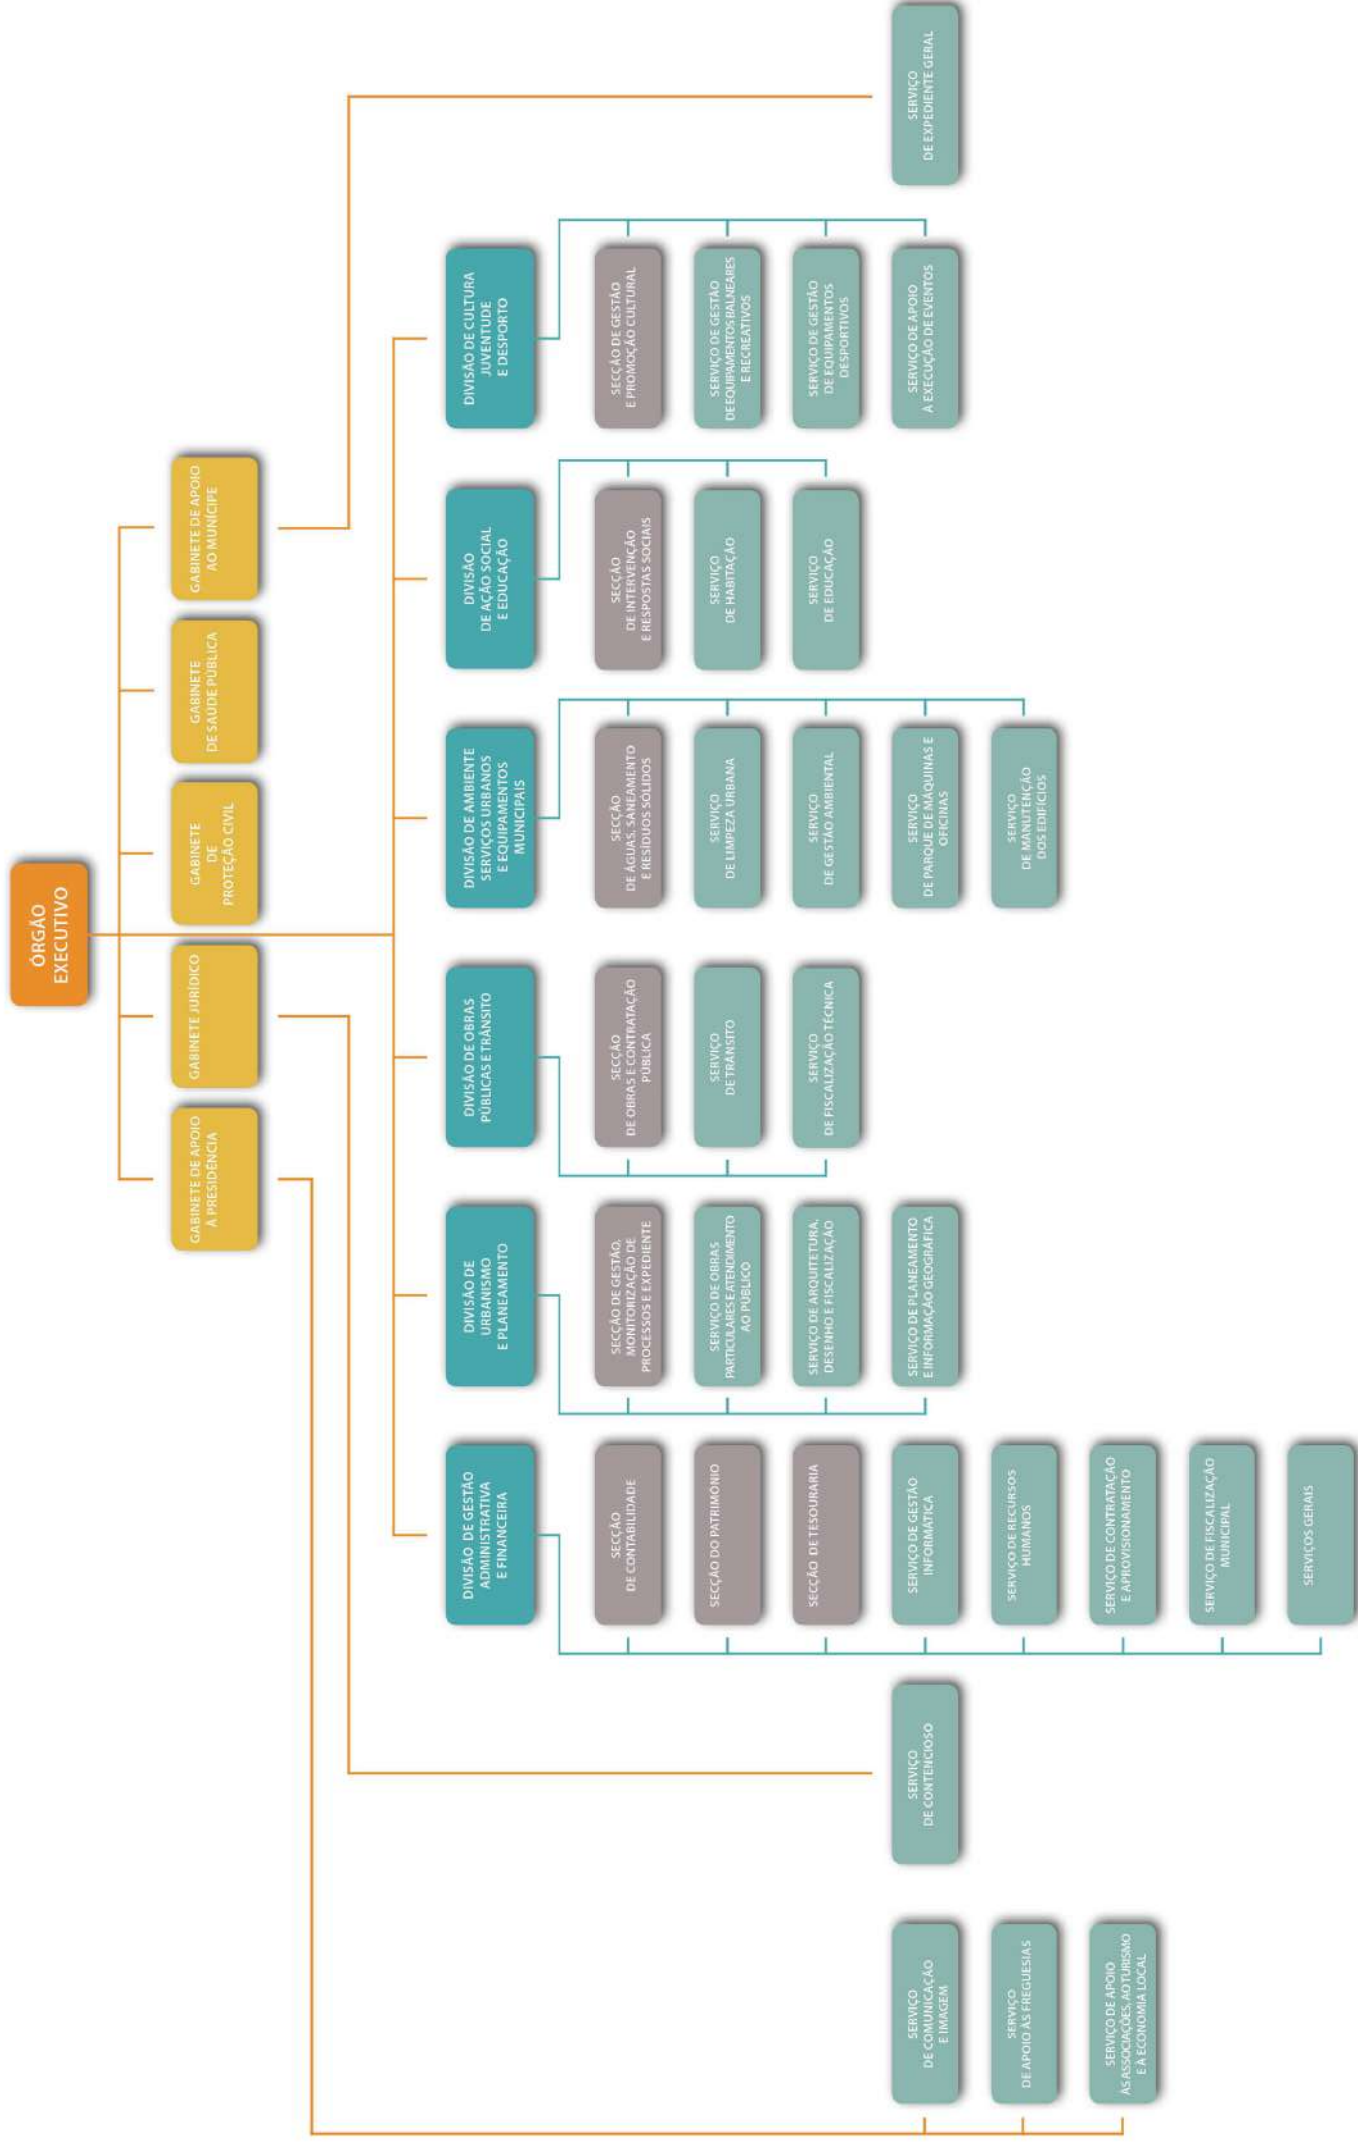 ÓRGÃO
EXECUTIVO
GABINETE DE APOIO
À PRESIDÊNCIA
GABINETE JURÍDICO
GABINETE
DE
PROTEÇÃO CIVIL
GABINETE
DE SAÚDE PÚBLICA
GABINETE DE APOIO
AO MUNÍCIPE
DIVISÃO DE GESTÃO
ADMINISTRATIVA
E FINANCEIRA
DIVISÃO DE
URBANISMO
E PLANEAMENTO
DIVISÃO DE OBRAS
PÚBLICAS E TRÂNSITO
DIVISÃO DE AMBIENTE
SERVIÇOS URBANOS
E EQUIPAMENTOS
MUNICIPAIS
DIVISÃO
DE AÇÃO SOCIAL
E EDUCAÇÃO
DIVISÃO DE CULTURA
JUVENTUDE
E DESPORTO
SERVIÇO
DE COMUNICAÇÃO
E IMAGEM
SERVIÇO
DE APOIO ÀS FREGUESIAS
SERVIÇO DE APOIO
ÀS ASSOCIAÇÕES, AO TURISMO
E À ECONOMIA LOCAL
SERVIÇO
DE CONTENCIOSO
SECÇÃO
DE CONTABILIDADE
SECÇÃO DO PATRIMÓNIO
SECÇÃO DE TESOURARIA
SERVIÇO DE GESTÃO
INFORMÁTICA
SERVIÇO DE RECURSOS
HUMANOS
SERVIÇO DE CONTRATAÇÃO
E APROVISIONAMENTO
SERVIÇO DE FISCALIZAÇÃO
MUNICIPAL
SERVIÇOS GERAIS
SECÇÃO DE GESTÃO,
MONITORIZAÇÃO DE
PROCESSOS E EXPEDIENTE
SERVIÇO DE OBRAS
PARTICULARES E ATENDIMENTO
AO PÚBLICO
SERVIÇO DE ARQUITETURA,
DESENHO E FISCALIZAÇÃO
SERVIÇO DE PLANEAMENTO
E INFORMAÇÃO GEOGRÁFICA
SECÇÃO
DE OBRAS E CONTRATAÇÃO
PÚBLICA
SERVIÇO
DE TRÂNSITO
SERVIÇO
DE FISCALIZAÇÃO TÉCNICA
SECÇÃO
DE ÁGUAS, SANEAMENTO
E RESÍDUOS SÓLIDOS
SERVIÇO
DE LIMPEZA URBANA
SERVIÇO
DE GESTÃO AMBIENTAL
SERVIÇO
DE PARQUE DE MÁQUINAS E
OFICINAS
SERVIÇO
DE MANUTENÇÃO
DOS EDIFÍCIOS
SECÇÃO
DE INTERVENÇÃO
E RESPOSTAS SOCIAIS
SERVIÇO
DE HABITAÇÃO
SERVIÇO
DE EDUCAÇÃO
SECÇÃO DE GESTÃO
E PROMOÇÃO CULTURAL
SERVIÇO DE GESTÃO
DE EQUIPAMENTOS BALNEARES
E RECREATIVOS
SERVIÇO DE GESTÃO
DE EQUIPAMENTOS
DESPORTIVOS
SERVIÇO DE APOIO
À EXECUÇÃO DE EVENTOS
SERVIÇO
DE EXPEDIENTE GERAL